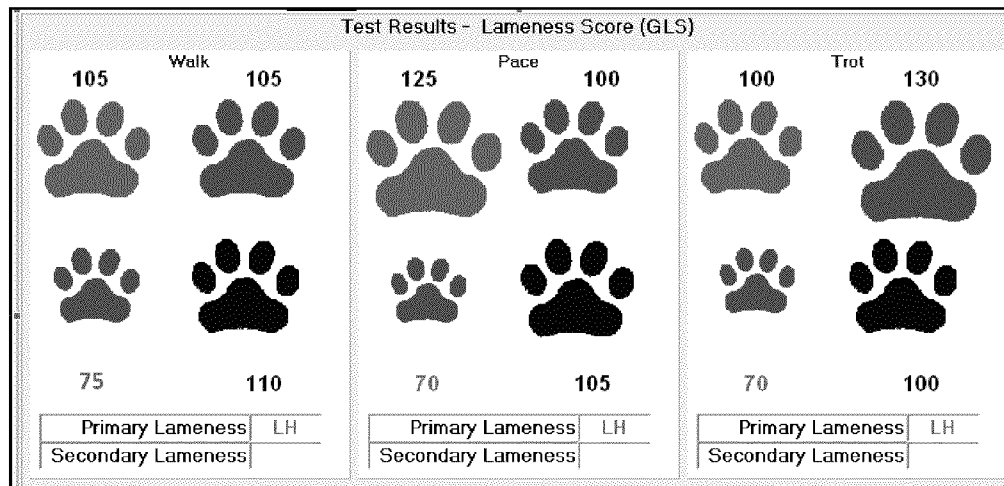 Test Results - Lameness Score (GLS)
Walk
105 105
75 110
Primary Lameness LH
Secondary Lameness
Pace
125 100
70 105
Primary Lameness LH
Secondary Lameness
Trot
100 130
70 100
Primary Lameness LH
Secondary Lameness